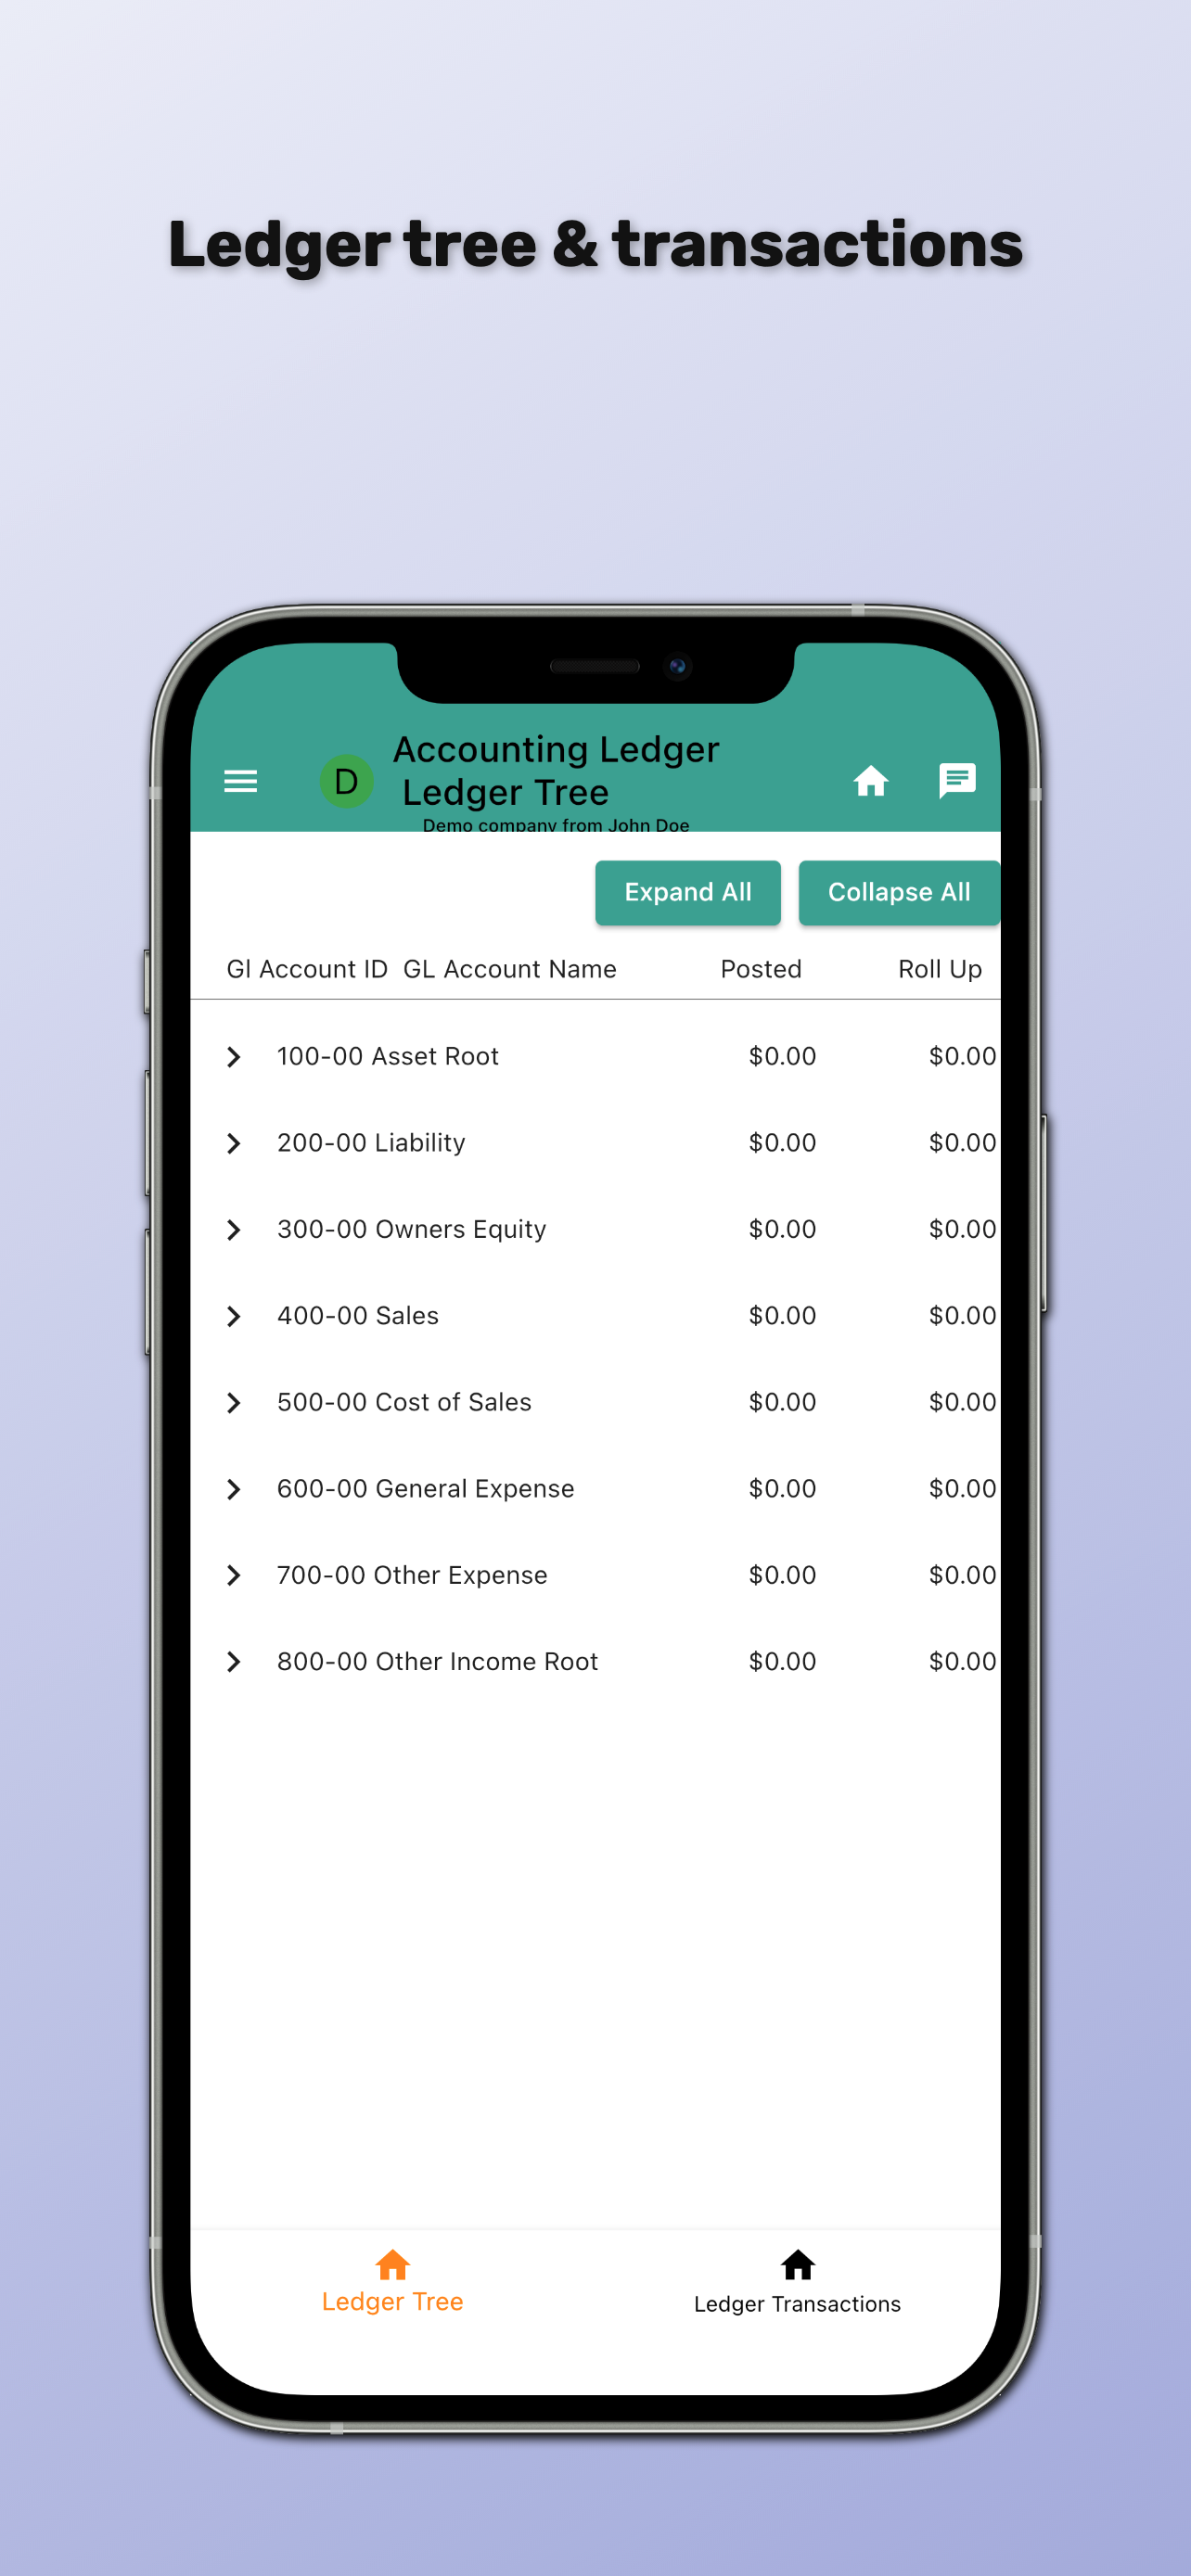 Ledger tree & transactions
D
Accounting Ledger
Ledger Tree
Demo company from John Doe
Expand All Collapse All
Gl Account ID GL Account Name Posted Roll Up
100-00 Asset Root $0.00 $0.00
200-00 Liability $0.00 $0.00
300-00 Owners Equity $0.00 $0.00
400-00 Sales $0.00 $0.00
500-00 Cost of Sales $0.00 $0.00
600-00 General Expense $0.00 $0.00
700-00 Other Expense $0.00 $0.00
800-00 Other Income Root $0.00 $0.00
Ledger Tree Ledger Transactions